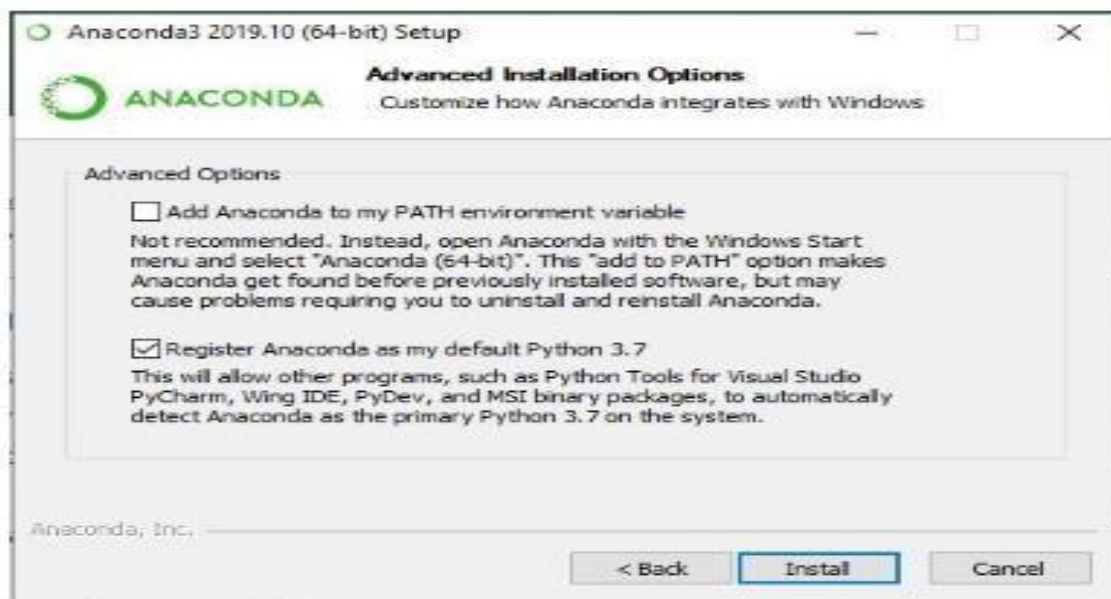 Anaconda3 2019.10 (64-bit) Setup
ANACONDA
Advanced Installation Options
Customize how Anaconda integrates with Windows
Advanced Options
Add Anaconda to my PATH environment variable
Not recommended. Instead, open Anaconda with the Windows Start
menu and select "Anaconda (64-bit)". This "add to PATH" option makes
Anaconda get found before previously installed software, but may
cause problems requiring you to uninstall and reinstall Anaconda.
Register Anaconda as my default Python 3.7
This will allow other programs, such as Python Tools for Visual Studio
PyCharm, Wing IDE, PyDev, and MSI binary packages, to automatically
detect Anaconda as the primary Python 3.7 on the system.
Anaconda, Inc.
< Back
Install
Cancel